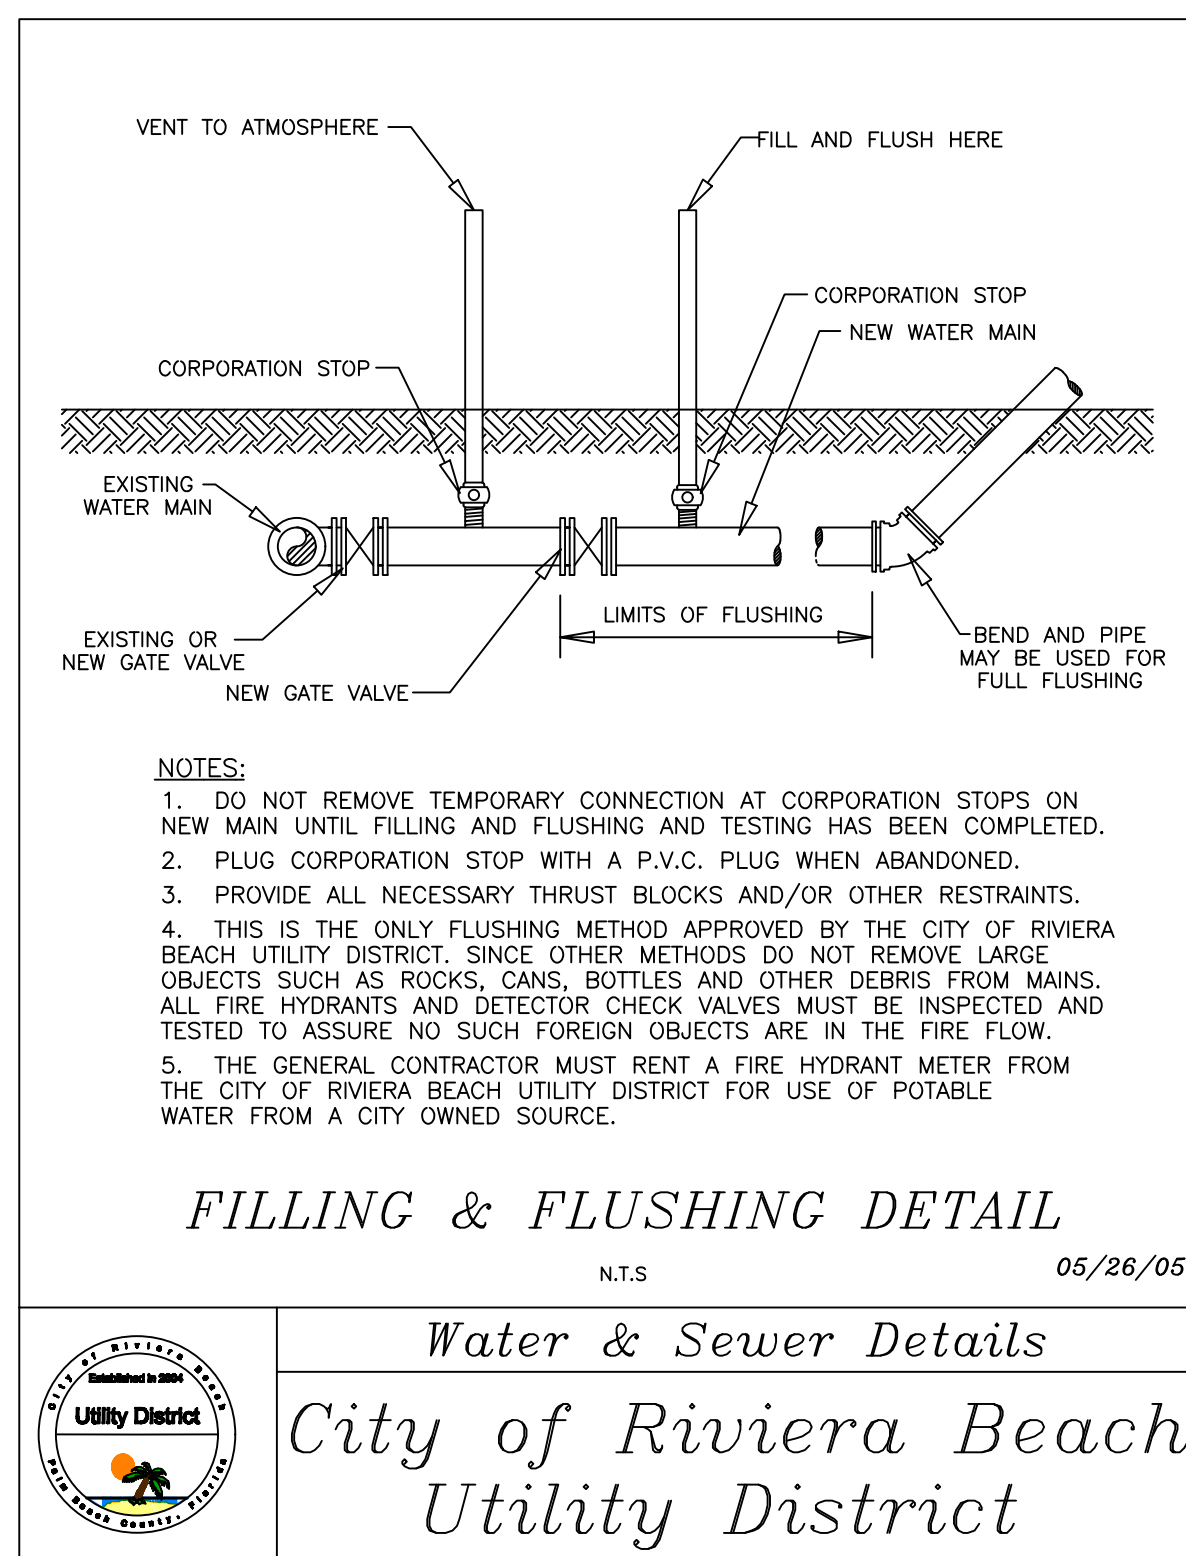 VENT TO ATMOSPHERE
FILL AND FLUSH HERE
CORPORATION STOP
NEW WATER MAIN
CORPORATION STOP
EXISTING
WATER MAIN
LIMITS OF FLUSHING
EXISTING OR
NEW GATE VALVE
NEW GATE VALVE
BEND AND PIPE
MAY BE USED FOR
FULL FLUSHING
NOTES:
1. DO NOT REMOVE TEMPORARY CONNECTION AT CORPORATION STOPS ON
NEW MAIN UNTIL FILLING AND FLUSHING AND TESTING HAS BEEN COMPLETED.
2. PLUG CORPORATION STOP WITH A P.V.C. PLUG WHEN ABANDONED.
3. PROVIDE ALL NECESSARY THRUST BLOCKS AND/OR OTHER RESTRAINTS.
4. THIS IS THE ONLY FLUSHING METHOD APPROVED BY THE CITY OF RIVIERA
BEACH UTILITY DISTRICT. SINCE OTHER METHODS DO NOT REMOVE LARGE
OBJECTS SUCH AS ROCKS, CANS, BOTTLES AND OTHER DEBRIS FROM MAINS.
ALL FIRE HYDRANTS AND DETECTOR CHECK VALVES MUST BE INSPECTED AND
TESTED TO ASSURE NO SUCH FOREIGN OBJECTS ARE IN THE FIRE FLOW.
5. THE GENERAL CONTRACTOR MUST RENT A FIRE HYDRANT METER FROM
THE CITY OF RIVIERA BEACH UTILITY DISTRICT FOR USE OF POTABLE
WATER FROM A CITY OWNED SOURCE.
FILLING & FLUSHING DETAIL
N.T.S
05/26/05
Water & Sewer Details
City of Riviera Beach
Utility District
City of Riviera Beach
Established in 2004
Utility District
Palm Beach County, Florida